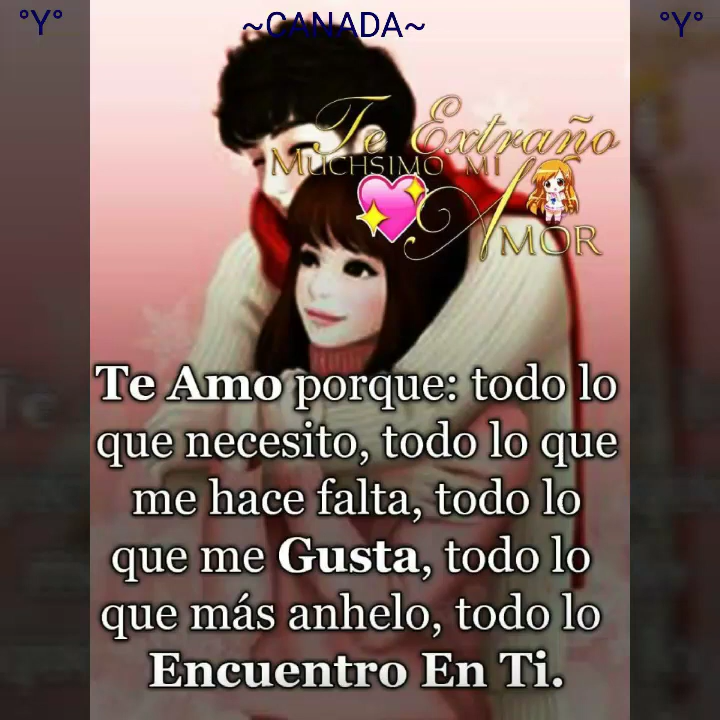 °Y° ~CANADA~ °Y°
Te Extraño
MUCHSIMO MI
AMOR
Te Amo porque: todo lo
que necesito, todo lo que
me hace falta, todo lo
que me Gusta, todo lo
que más anhelo, todo lo
Encuentro En Ti.